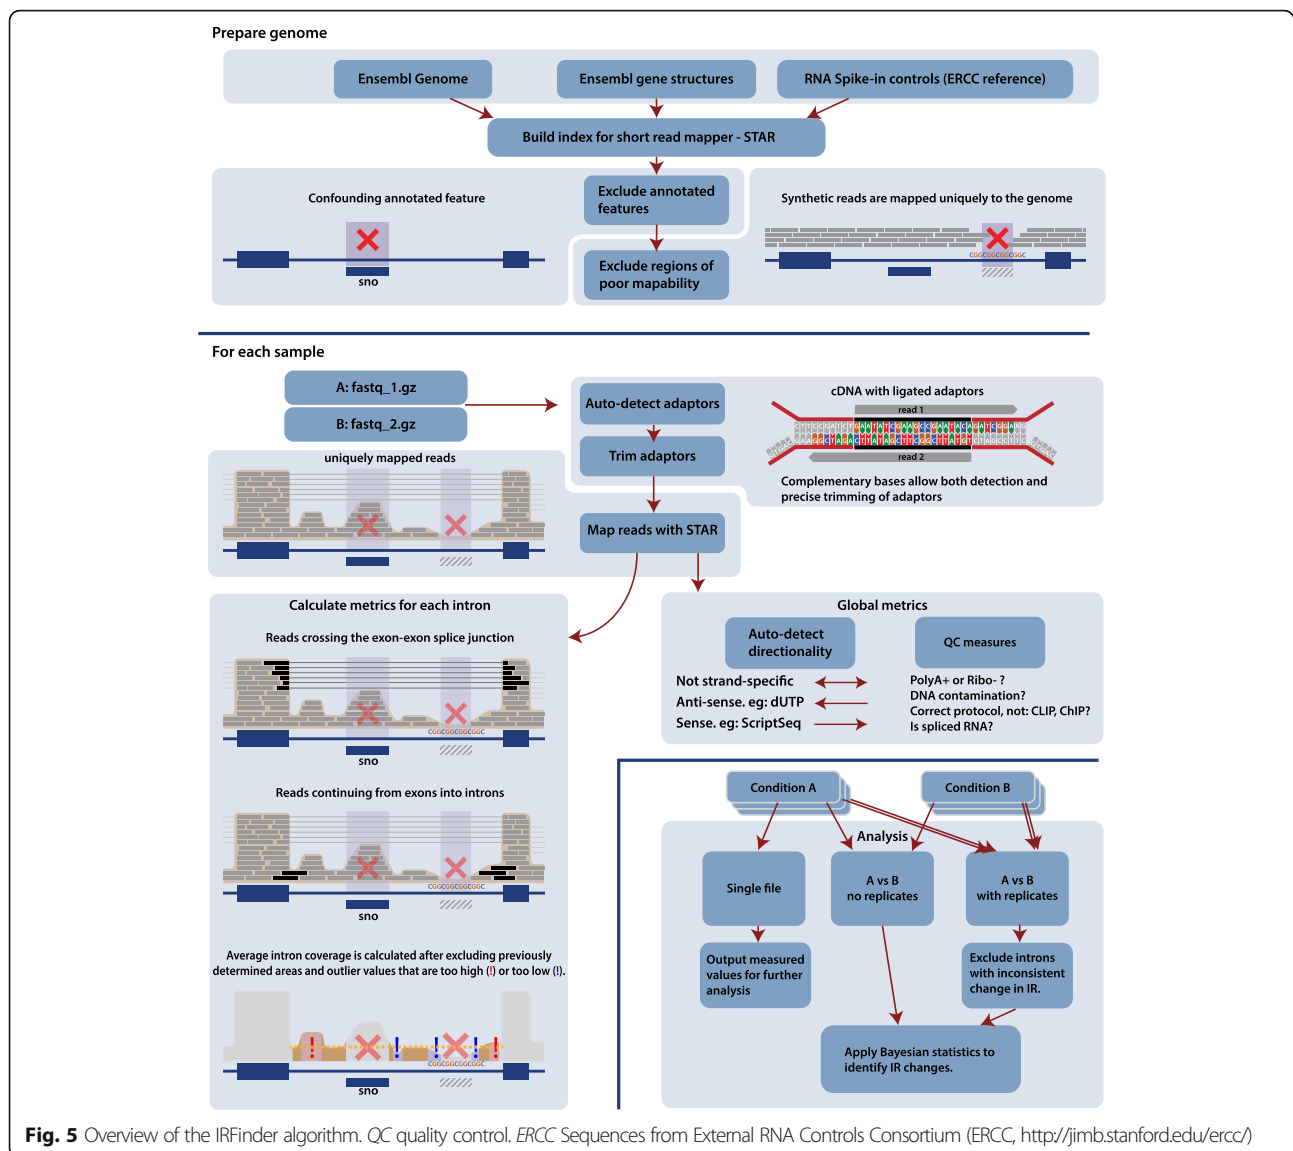 Prepare genome
Ensembl Genome
Ensembl gene structures
RNA Spike-in controls (ERCC reference)
Build index for short read mapper - STAR
Confounding annotated feature
sno
Exclude annotated
features
Exclude regions of
poor mapability
Synthetic reads are mapped uniquely to the genome
CGGCGGCGGCGGC
For each sample
A: fastq_1.gz
B: fastq_2.gz
Auto-detect adaptors
Trim adaptors
Map reads with STAR
cDNA with ligated adaptors
read 1
read 2
Complementary bases allow both detection and
precise trimming of adaptors
uniquely mapped reads
Calculate metrics for each intron
Reads crossing the exon-exon splice junction
CGGCGGCGGCGGC
sno
Reads continuing from exons into introns
CGGCGGCGGCGGC
sno
Average intron coverage is calculated after excluding previously
determined areas and outlier values that are too high (!) or too low (!).
! ! ! ! !
CGGCGGCGGCGGC
sno
Global metrics
Auto-detect
directionality
QC measures
Not strand-specific
Anti-sense. eg: dUTP
Sense. eg: ScriptSeq
PolyA+ or Ribo- ?
DNA contamination?
Correct protocol, not: CLIP, ChIP?
Is spliced RNA?
Condition A
Condition B
Analysis
Single file
A vs B
no replicates
A vs B
with replicates
Output measured
values for further
analysis
Exclude introns
with inconsistent
change in IR.
Apply Bayesian statistics to
identify IR changes.
Fig. 5 Overview of the IRFinder algorithm. QC quality control. ERCC Sequences from External RNA Controls Consortium (ERCC, http://jimb.stanford.edu/ercc/)